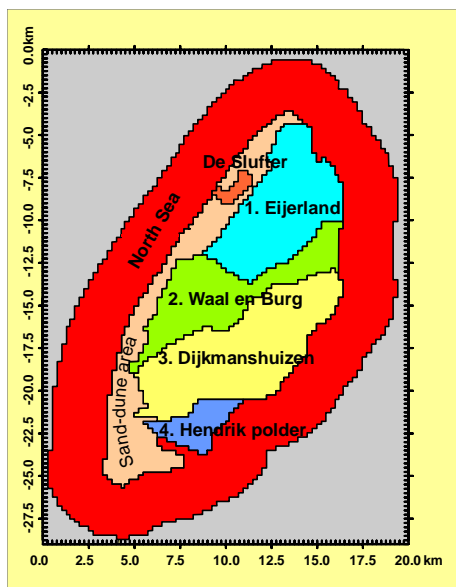 0.0km
-2.5
-5.0
-7.5
-10.0
-12.5
-15.0
-17.5
-20.0
-22.5
-25.0
-27.5
De Slufter
1. Eijerland
North Sea
2. Waal en Burg
3. Dijkmanshuizen
Sand-dune area
4. Hendrik polder
0.0 2.5 5.0 7.5 10.0 12.5 15.0 17.5 20.0 km